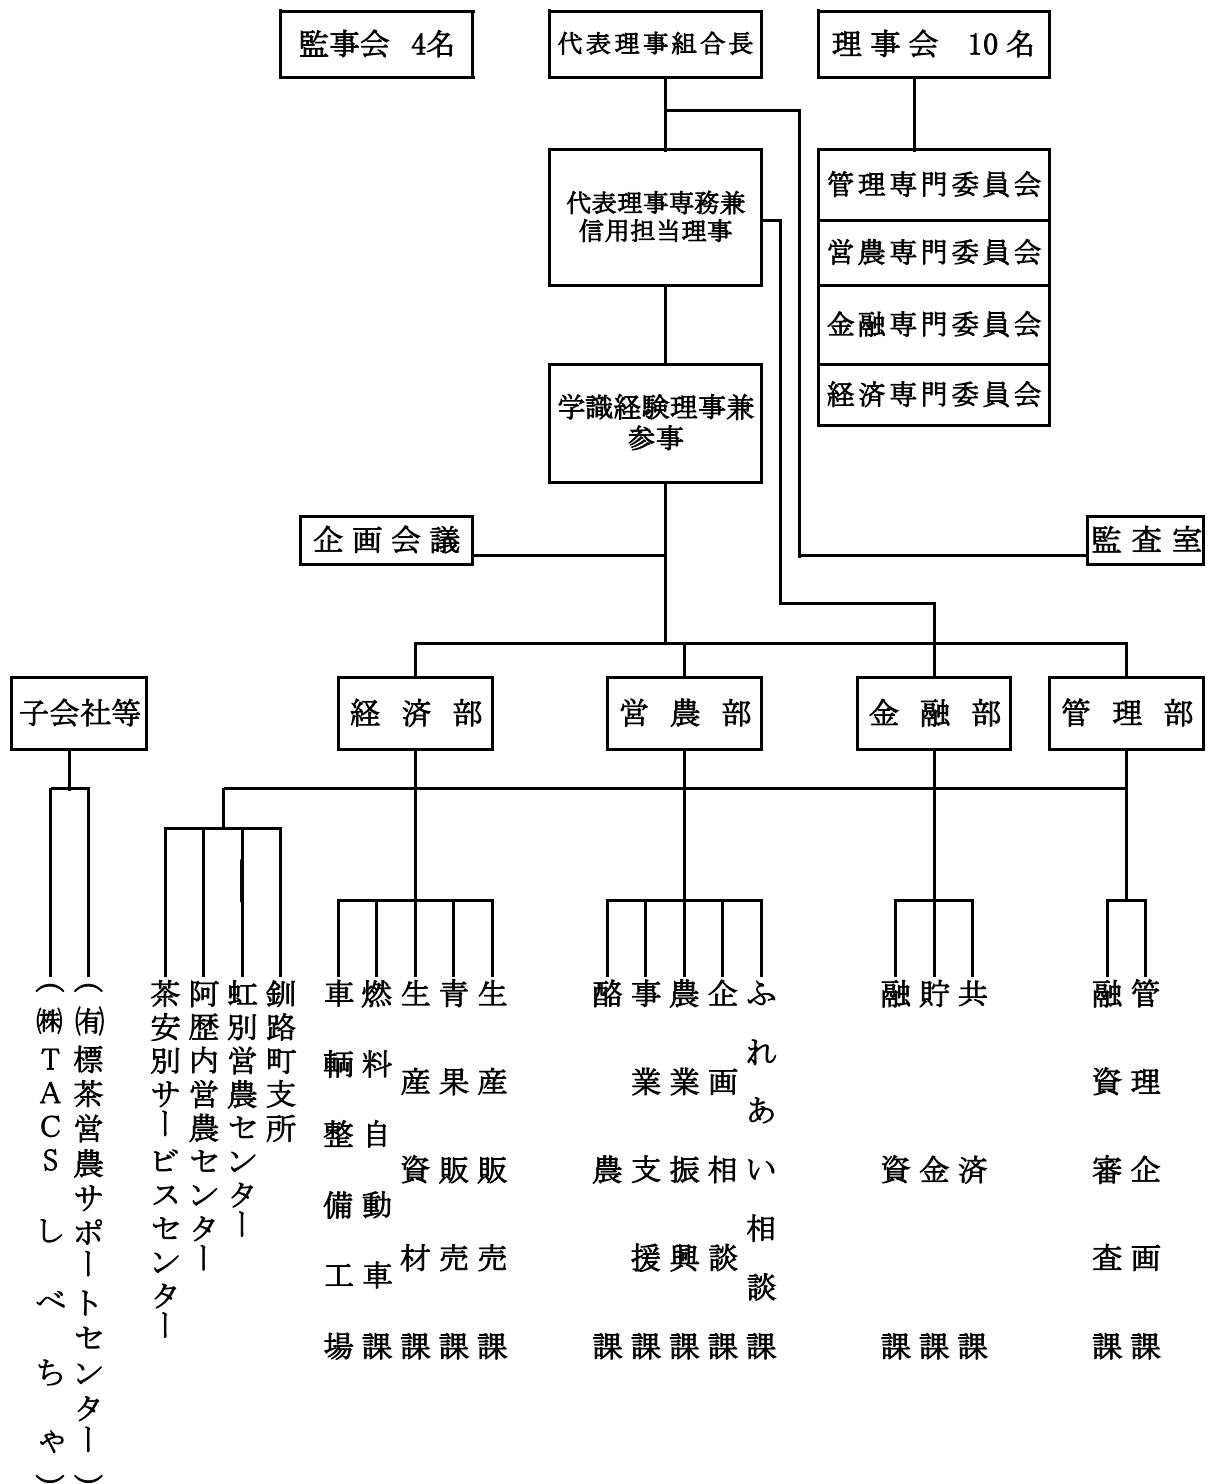 監事会 4名
代表理事組合長
理事会 10名
代表理事専務兼
信用担当理事
管理専門委員会
営農専門委員会
金融専門委員会
経済専門委員会
学識経験理事兼
参事
企画会議
監査室
子会社等
経済部
営農部
金融部
管理部
(㈱TACSしべちゃ)
(㈲標茶営農サポートセンター)
茶安別サービスセンター
阿歴内営農センター
虹別営農センター
釧路町支所
車輌整備工場
燃料自動車課
生産資材課
青果販売課
生産販売課
酪農課
事業支援課
農業振興課
企画相談課
ふれあい相談課
融資課
貯金課
共済課
融資審査課
管理企画課